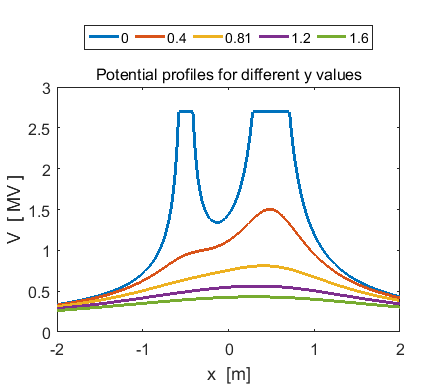 0 0.4 0.81 1.2 1.6
Potential profiles for different y values
3
2.5
2
1.5
1
0.5
0
V [ MV ]
-2 -1 0 1 2
x [m]